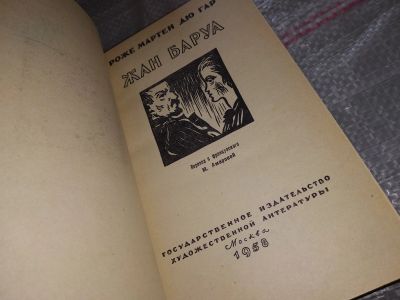 РОЖЕ МАРТЕН ДЮ ГАР
ЖАН БАРУА
Перевод с французского
ГОСУДАРСТВЕННОЕ ИЗДАТЕЛЬСТВО
ХУДОЖЕСТВЕННОЙ ЛИТЕРАТУРЫ
Москва
1958